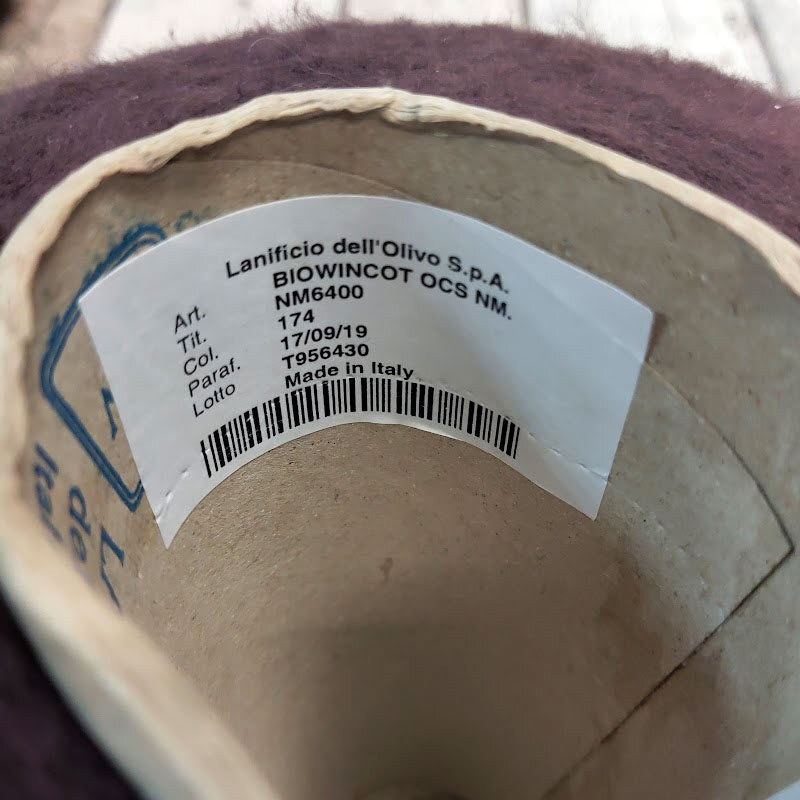 Lanificio dell'Olivo S.p.A.
Art. BIOWINCOT OCS NM.
Tit. NM6400
Col. 174
Paraf. 17/09/19
Lotto T956430
Made in Italy